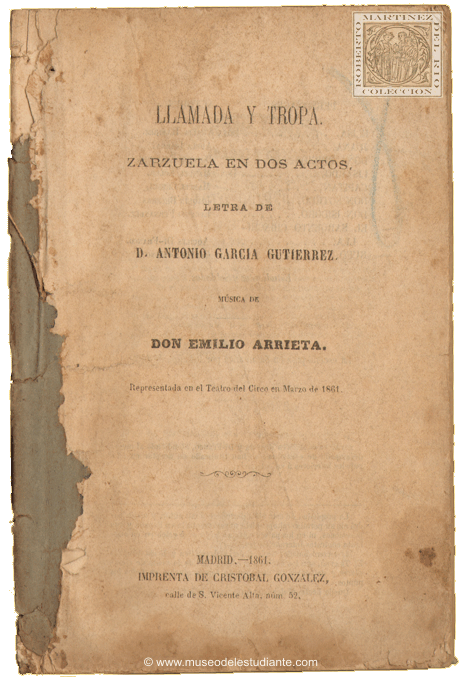 ROBERTO MARTINEZ DEL RIO
COLECCION
LLAMADA Y TROPA.
ZARZUELA EN DOS ACTOS,
LETRA DE
D. ANTONIO GARCIA GUTIERREZ.
MÚSICA DE
DON EMILIO ARRIETA.
Representada en el Teatro del Circo en Marzo de 1861.
MADRID.—1861.
IMPRENTA DE CRISTOBAL GONZALEZ,
calle de S. Vicente Alta, núm. 52.
© www.museodelestudiante.com